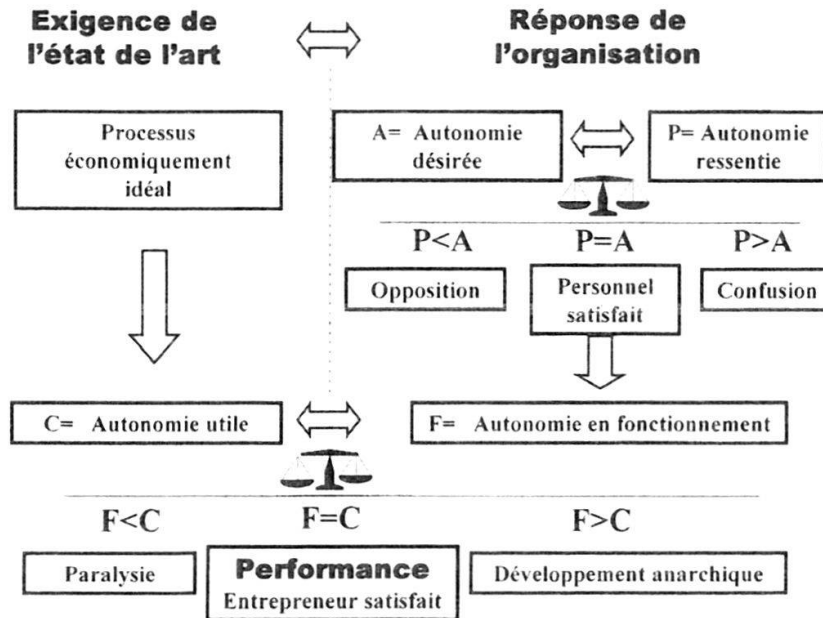 Exigence de
l'état de l'art
Réponse de
l'organisation
Processus
économiquement
idéal
A= Autonomie
désirée
P= Autonomie
ressentie
P<A
P=A
P>A
Opposition
Personnel
satisfait
Confusion
C= Autonomie utile
F= Autonomie en fonctionnement
F<C
F=C
F>C
Paralysie
Performance
Entrepreneur satisfait
Développement anarchique